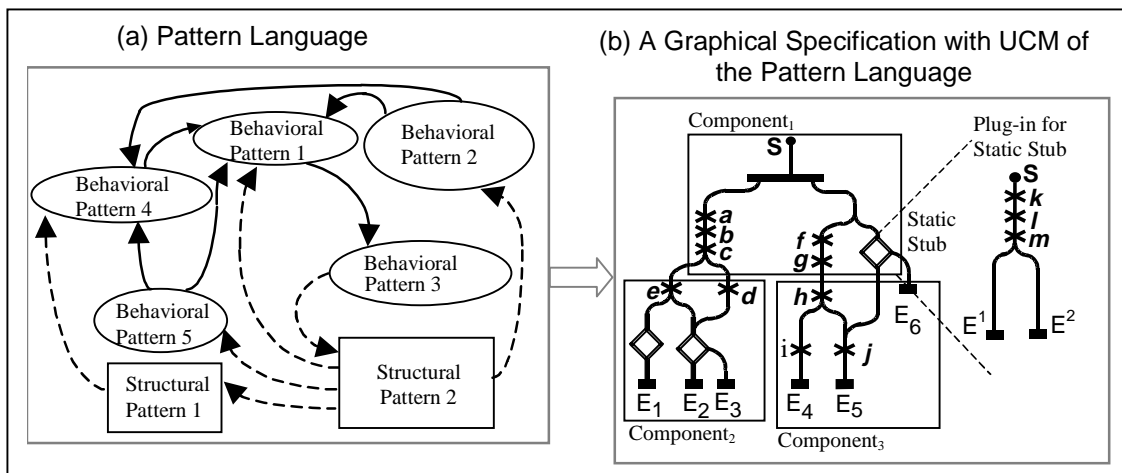 (a) Pattern Language
Behavioral
Pattern 1
Behavioral
Pattern 2
Behavioral
Pattern 4
Behavioral
Pattern 3
Behavioral
Pattern 5
Structural
Pattern 1
Structural
Pattern 2
(b) A Graphical Specification with UCM of
the Pattern Language
Component1
S
a
b
c
f
g
Static
Stub
Plug-in for
Static Stub
S
k
l
m
E1
E2
e
d
E1
E2
E3
Component2
h
i
j
E4
E5
Component3
E6